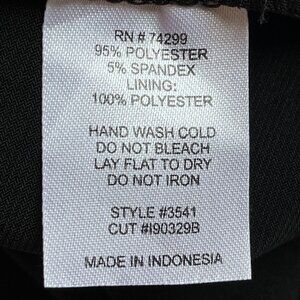 RN # 74299
95% POLYESTER
5% SPANDEX
LINING:
100% POLYESTER
HAND WASH COLD
DO NOT BLEACH
LAY FLAT TO DRY
DO NOT IRON
STYLE #3541
CUT #I90329B
MADE IN INDONESIA